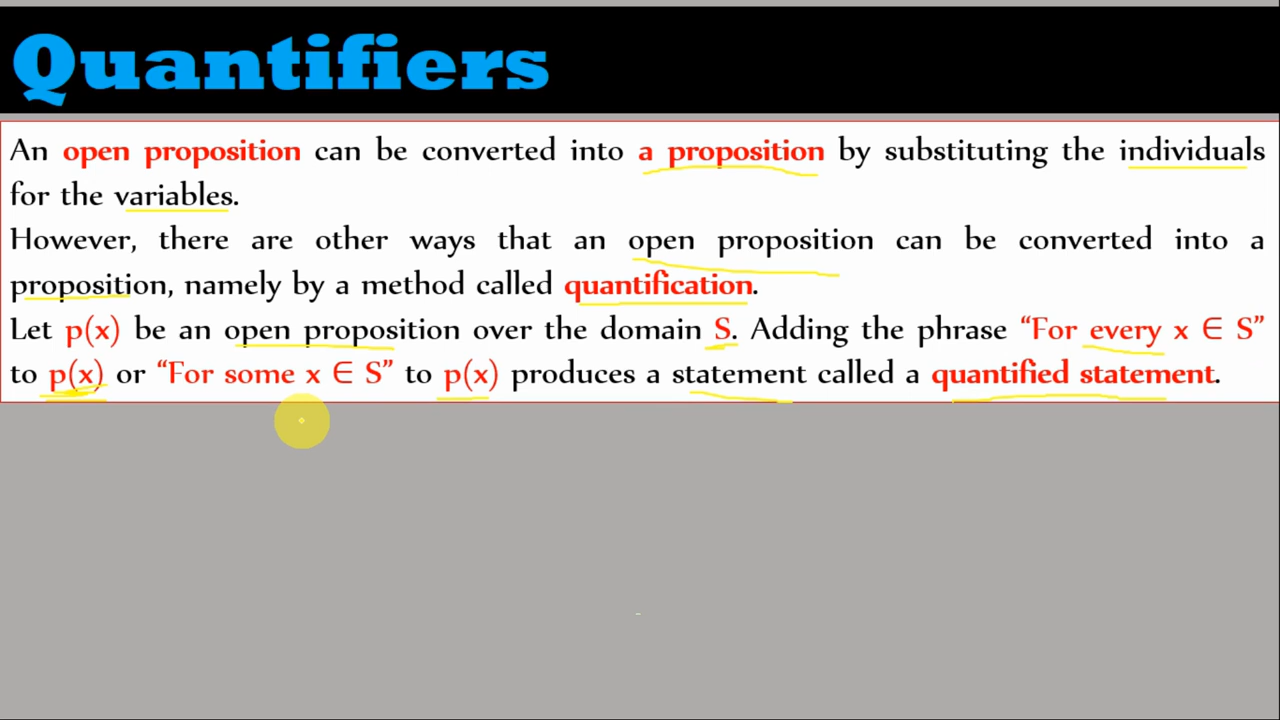 Quantifiers
An open proposition can be converted into a proposition by substituting the individuals
for the variables.
However, there are other ways that an open proposition can be converted into a
proposition, namely by a method called quantification.
Let p(x) be an open proposition over the domain S. Adding the phrase “For every x ∈ S”
to p(x) or “For some x ∈ S” to p(x) produces a statement called a quantified statement.